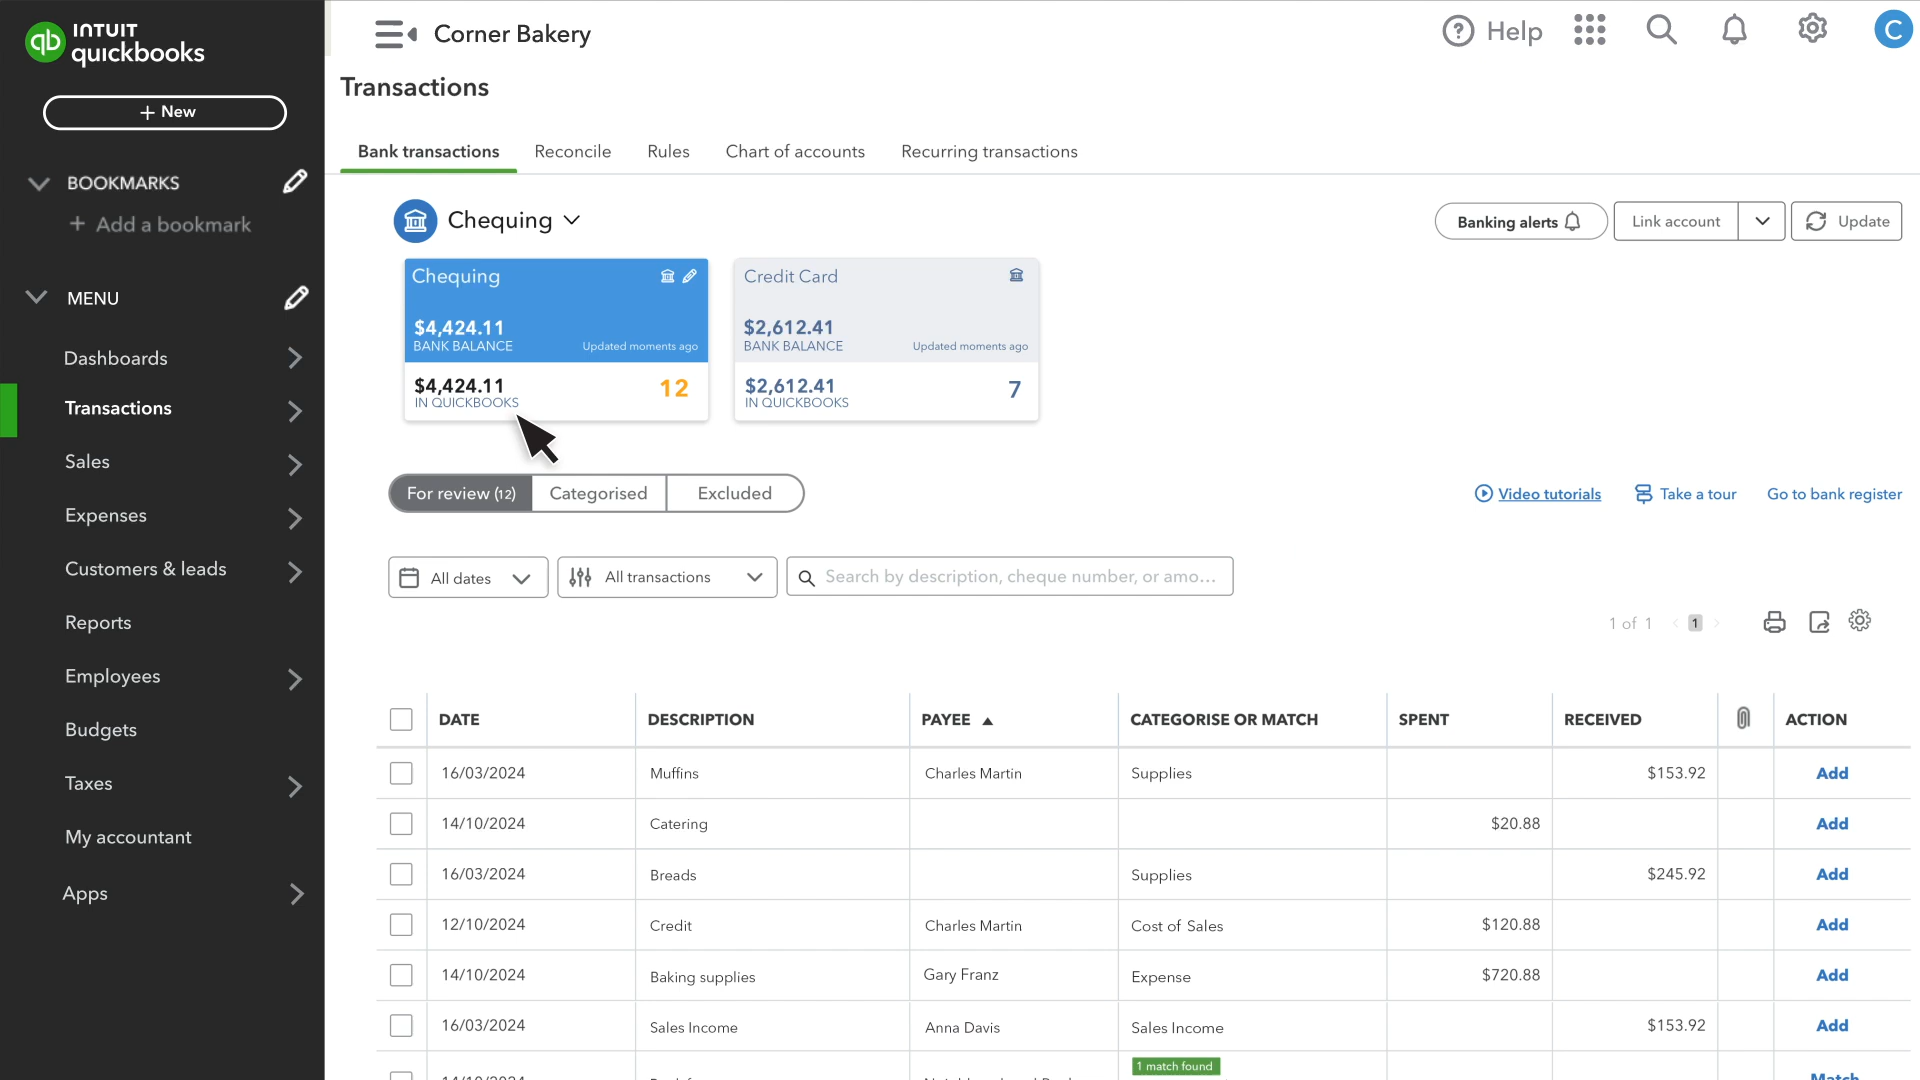 INTUIT
quickbooks
Corner Bakery
Help
C
Transactions
+ New
Bank transactions
Reconcile
Rules
Chart of accounts
Recurring transactions
BOOKMARKS
+ Add a bookmark
Chequing
Banking alerts
Link account
Update
MENU
Dashboards
Transactions
Sales
Expenses
Customers & leads
Reports
Employees
Budgets
Taxes
My accountant
Apps
Chequing
$4,424.11
BANK BALANCE
Updated moments ago
$4,424.11
12
IN QUICKBOOKS
Credit Card
$2,612.41
BANK BALANCE
Updated moments ago
$2,612.41
7
IN QUICKBOOKS
For review (12)
Categorised
Excluded
Video tutorials
Take a tour
Go to bank register
All dates
All transactions
Search by description, cheque number, or amo...
1 of 1
1
DATE DESCRIPTION PAYEE CATEGORISE OR MATCH SPENT RECEIVED ACTION
16/03/2024 Muffins Charles Martin Supplies $153.92 Add
14/10/2024 Catering $20.88 Add
16/03/2024 Breads Supplies $245.92 Add
12/10/2024 Credit Charles Martin Cost of Sales $120.88 Add
14/10/2024 Baking supplies Gary Franz Expense $720.88 Add
16/03/2024 Sales Income Anna Davis Sales Income $153.92 Add
1 match found
14/10/2024 Match